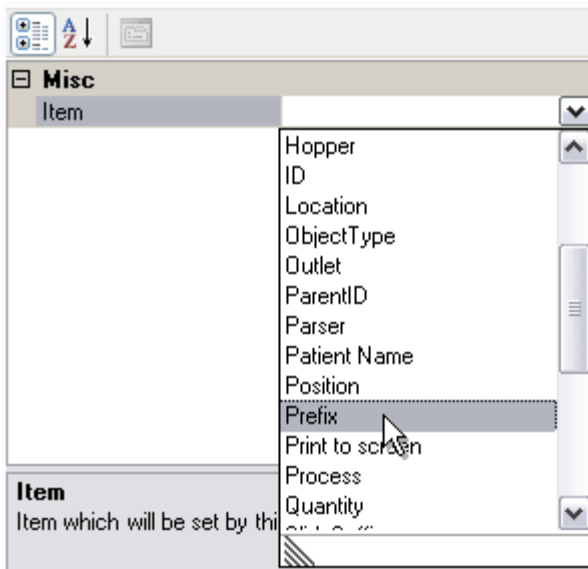 A
Z
Misc
Item
Hopper
ID
Location
ObjectType
Outlet
ParentID
Parser
Patient Name
Position
Prefix
Print to screen
Process
Quantity
Item
Item which will be set by thi